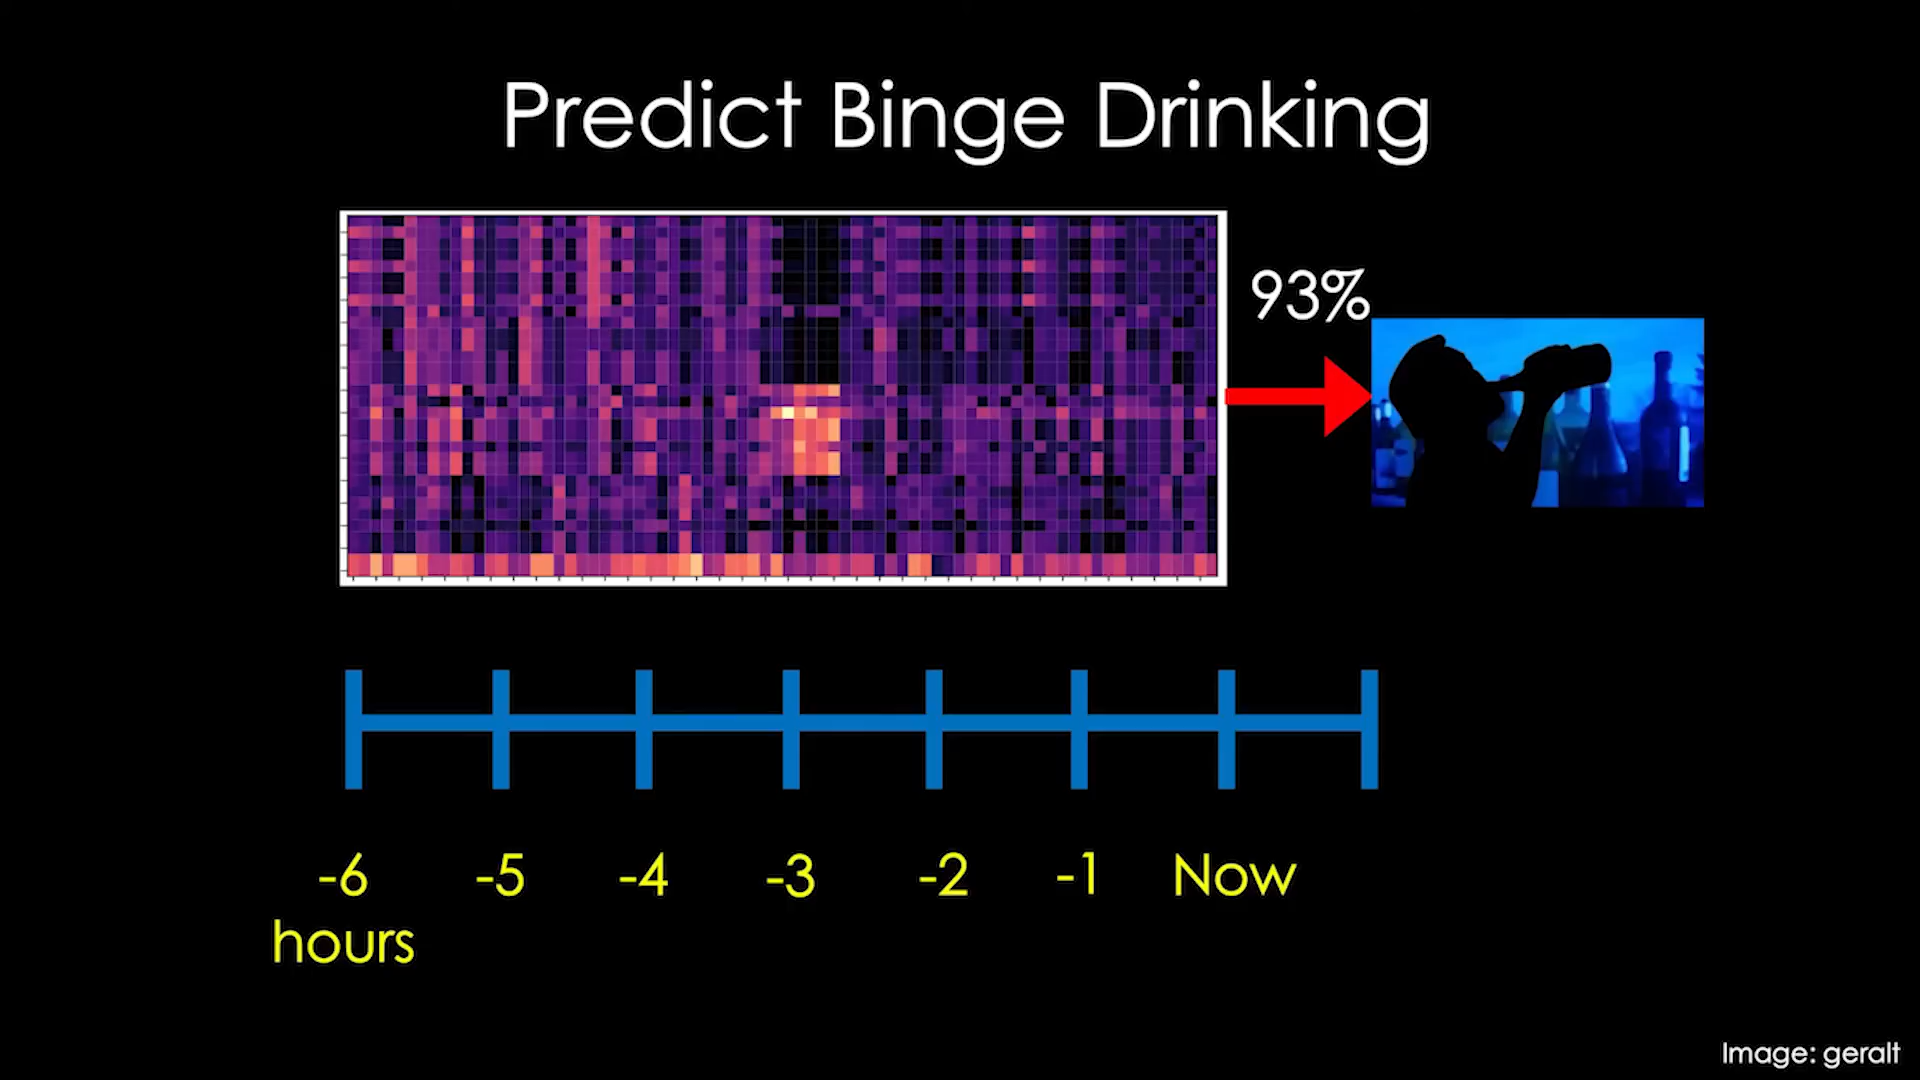 Predict Binge Drinking
93%
-6 -5 -4 -3 -2 -1 Now
hours
Image: geralt